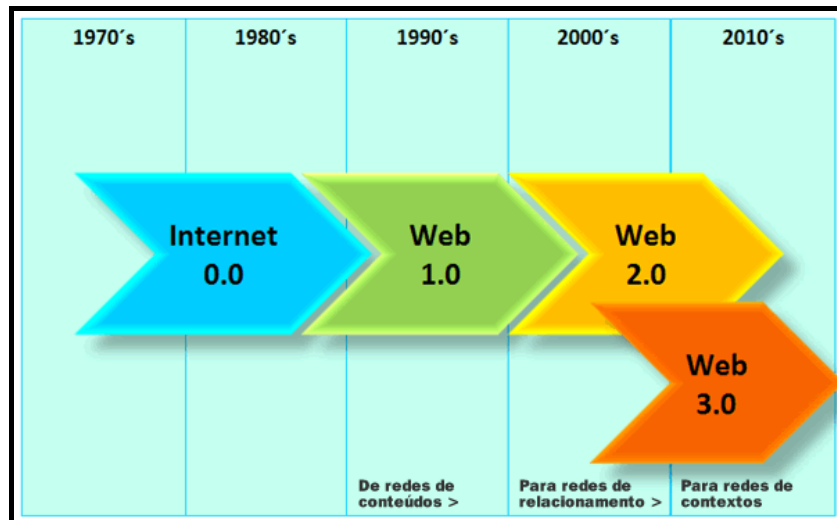 1970´s
1980´s
1990´s
2000´s
2010´s
Internet
0.0
Web
1.0
Web
2.0
Web
3.0
De redes de
conteúdos >
Para redes de
relacionamento >
Para redes de
contextos